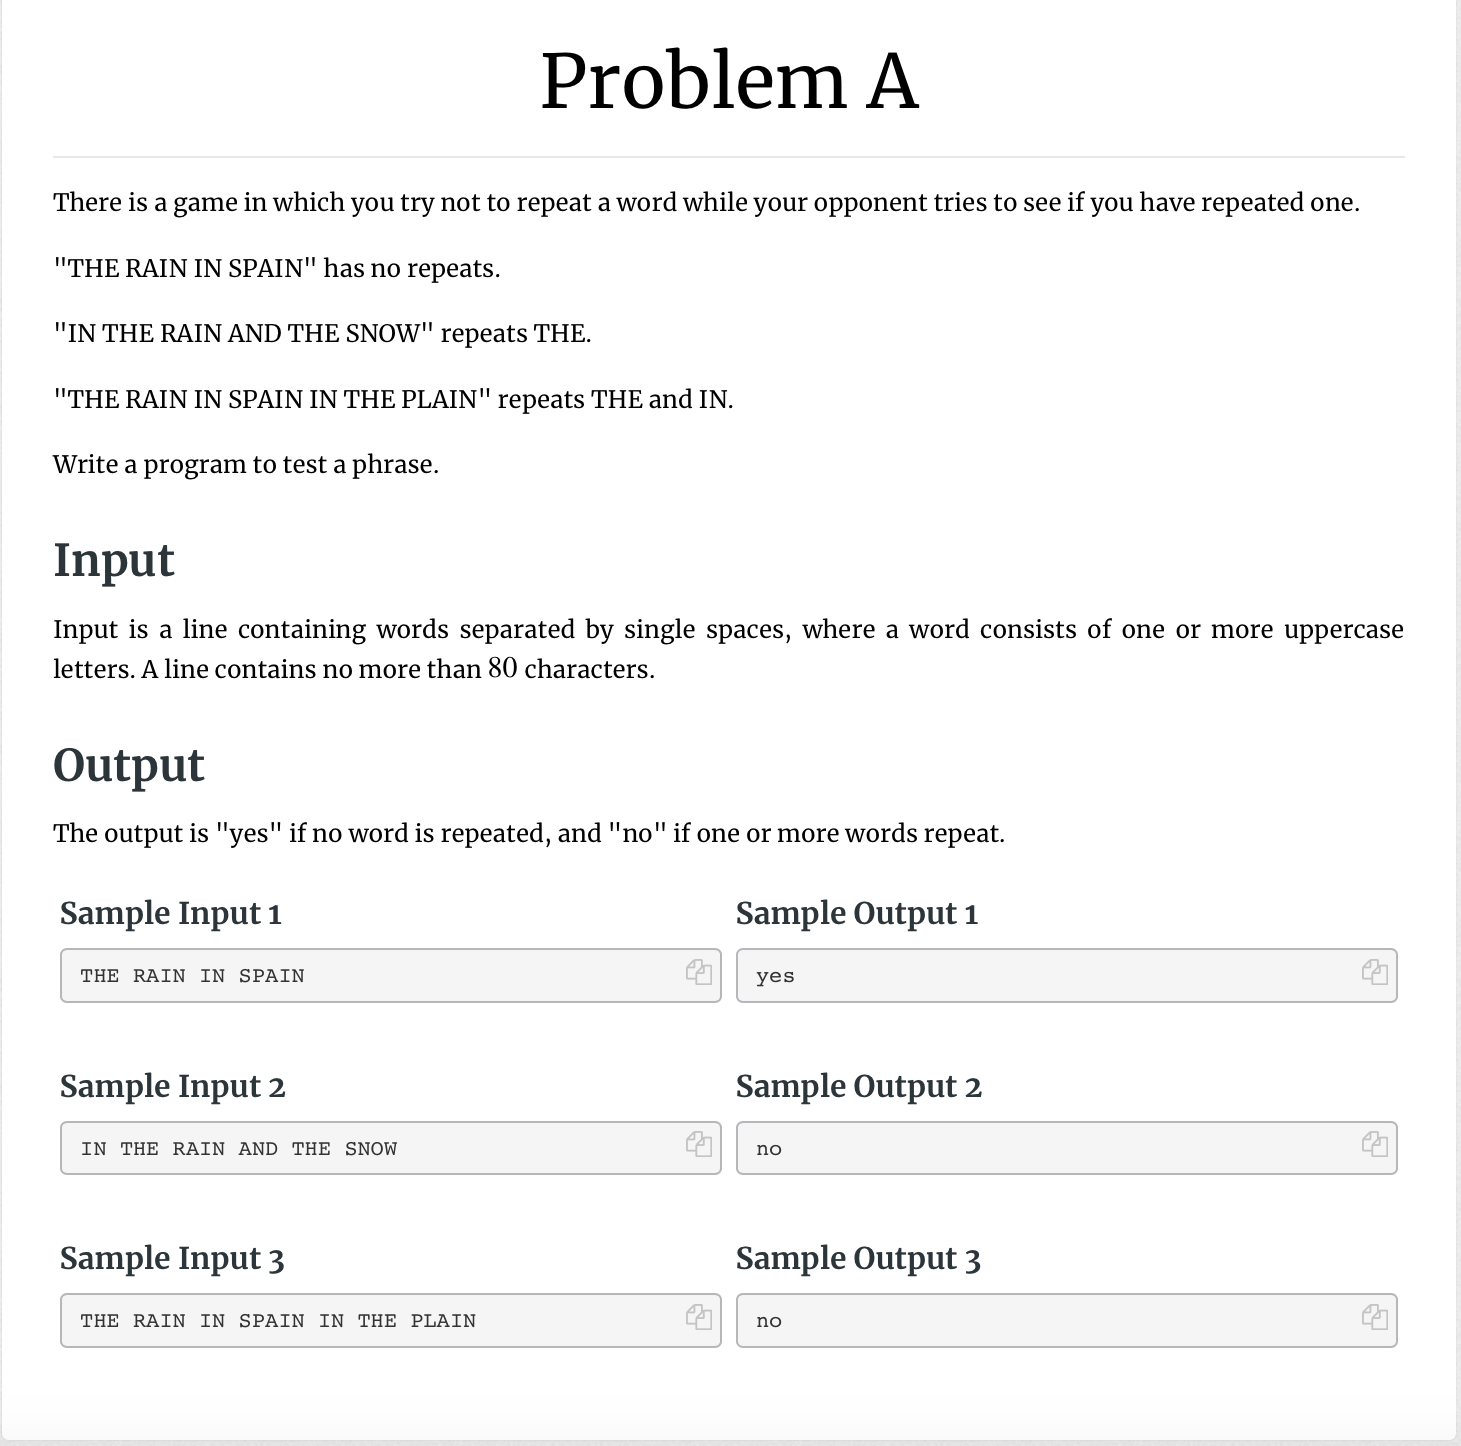 Problem A
There is a game in which you try not to repeat a word while your opponent tries to see if you have repeated one.
"THE RAIN IN SPAIN" has no repeats.
"IN THE RAIN AND THE SNOW" repeats THE.
"THE RAIN IN SPAIN IN THE PLAIN" repeats THE and IN.
Write a program to test a phrase.
Input
Input is a line containing words separated by single spaces, where a word consists of one or more uppercase
letters. A line contains no more than 80 characters.
Output
The output is "yes" if no word is repeated, and "no" if one or more words repeat.
Sample Input 1
Sample Output 1
THE RAIN IN SPAIN
yes
Sample Input 2
Sample Output 2
IN THE RAIN AND THE SNOW
no
Sample Input 3
Sample Output 3
THE RAIN IN SPAIN IN THE PLAIN
no